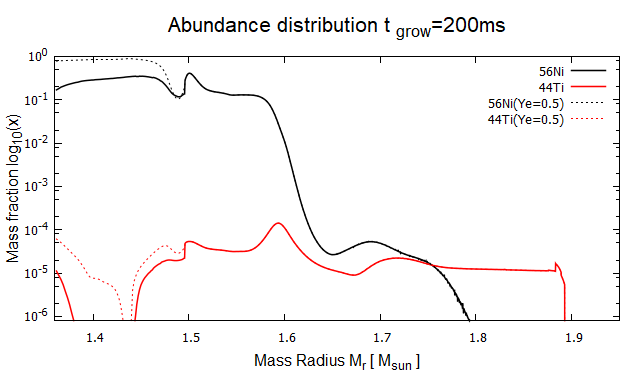 Abundance distribution t grow=200ms
56Ni
44Ti
56Ni(Ye=0.5)
44Ti(Ye=0.5)
Mass fraction log10(x)
10^0
10^-1
10^-2
10^-3
10^-4
10^-5
10^-6
1.4 1.5 1.6 1.7 1.8 1.9
Mass Radius Mr [ Msun ]